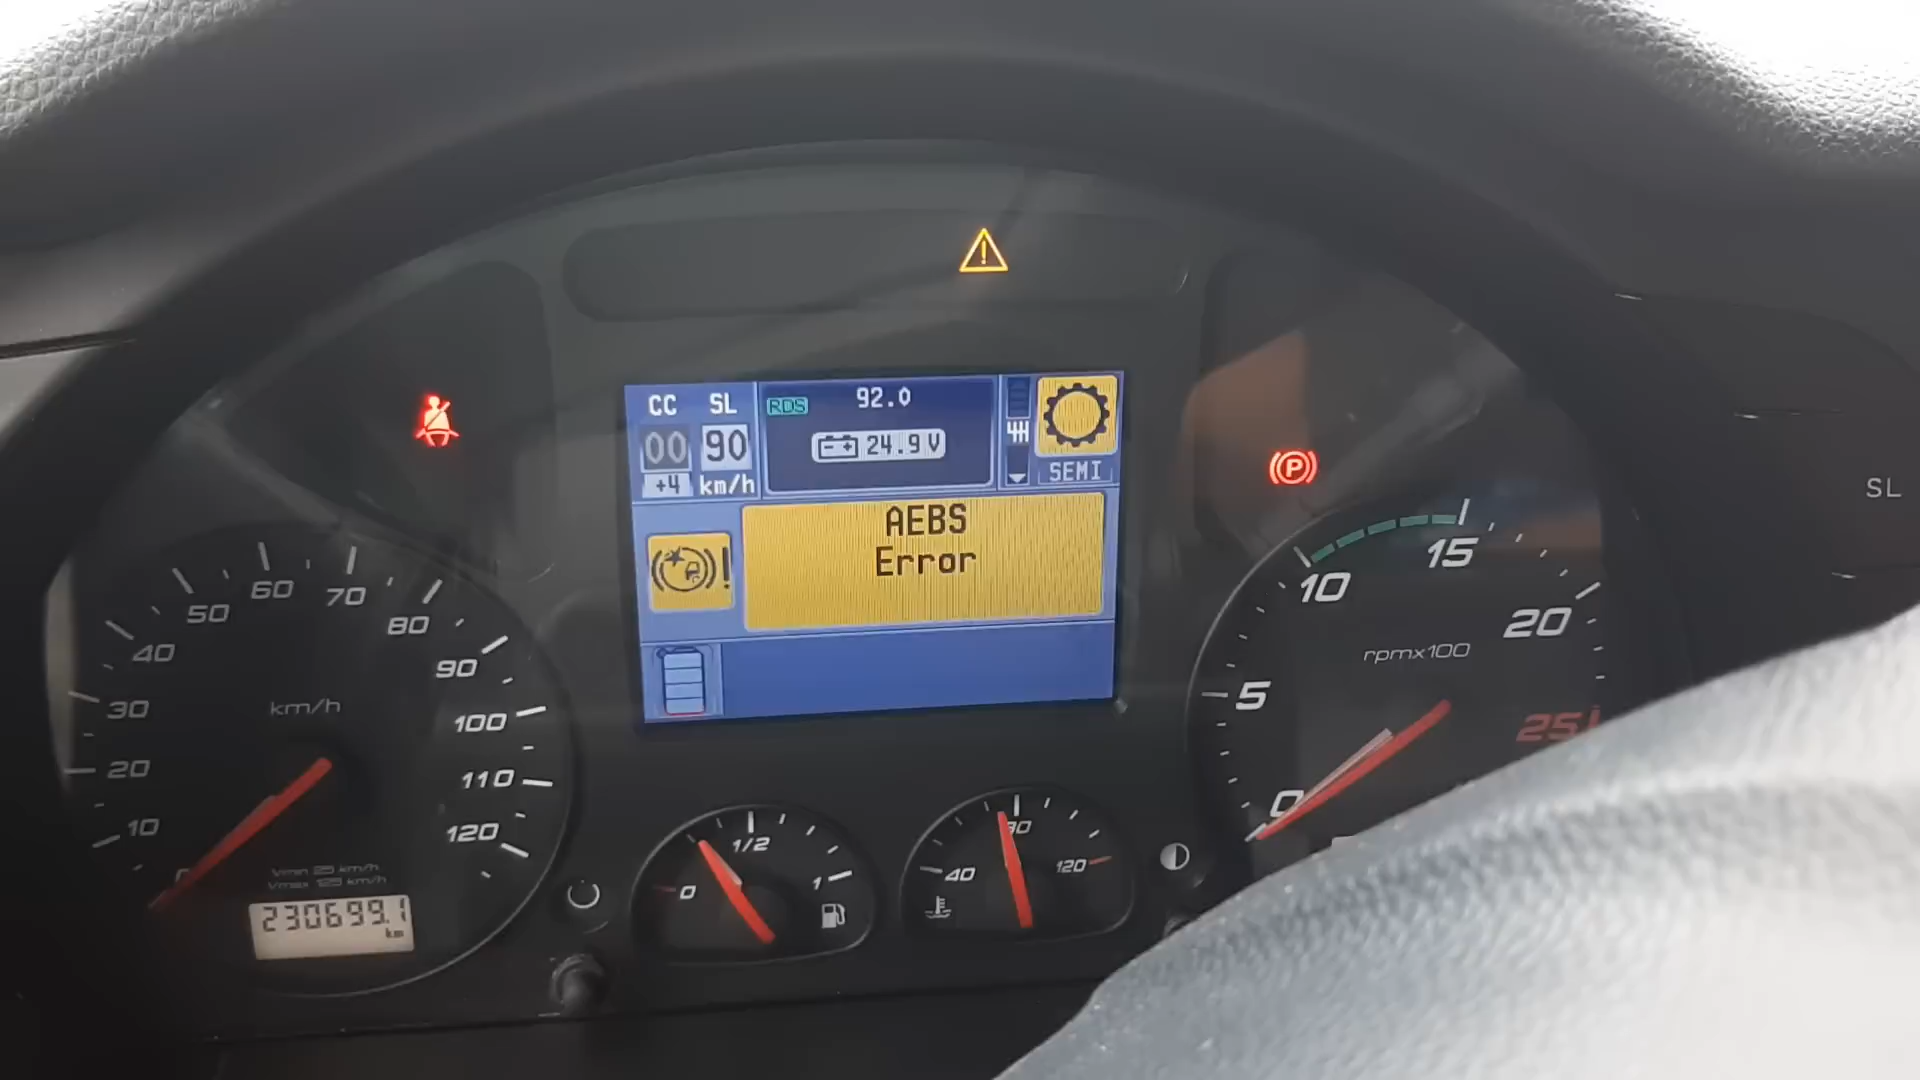 CC SL
00 90
+4 km/h
RDS 92.0
24.9 V
SEMI
AEBS
Error
SL
0 10 20 30 40 50 60 70 80 90 100 110 120
km/h
Vmin 25 km/h
Vmax 125 km/h
230699.1
km
0 1/2 1
40 80 120
0 5 10 15 20 25
rpmx100
P